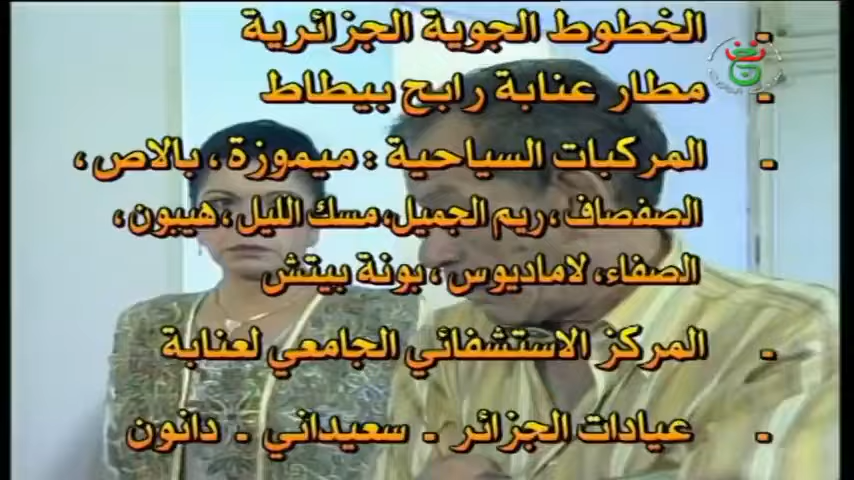 - الخطوط الجوية الجزائرية
- مطار عنابة رابح بيطاط
- المركبات السياحية : ميموزة ، بالاص ،
الصفصاف ، ريم الجميل، مسك الليل ، هيبون ،
الصفاء، لاماديوس ، بونة بيتش
- المركز الاستشفائي الجامعي لعنابة
- عيادات الجزائر - سعيداني - دانون